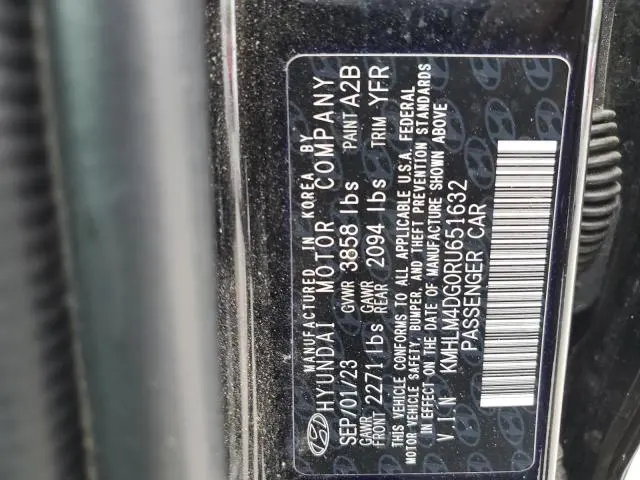 MANUFACTURED IN KOREA BY
HYUNDAI MOTOR COMPANY
SEP/01/23 GVWR 3858 lbs PAINT A2B
GAWR FRONT 2271 lbs GAWR REAR 2094 lbs TRIM YFR
THIS VEHICLE CONFORMS TO ALL APPLICABLE U.S.A. FEDERAL
MOTOR VEHICLE SAFETY, BUMPER, AND THEFT PREVENTION STANDARDS
IN EFFECT ON THE DATE OF MANUFACTURE SHOWN ABOVE
V.I.N KMHLM4DG0RU651632
PASSENGER CAR